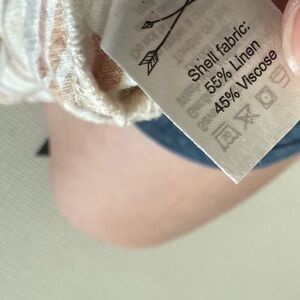 Shell fabric:
55% Linen
45% Viscose